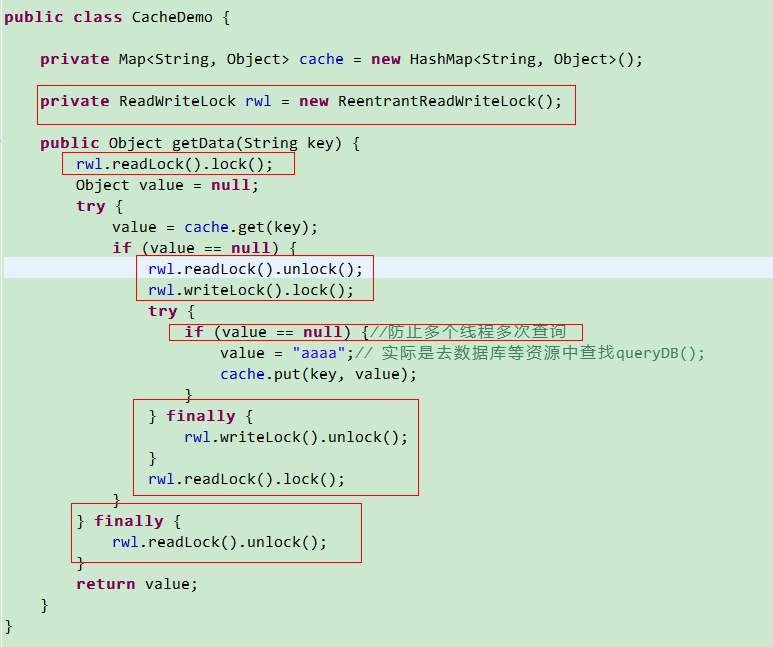 public class CacheDemo {
private Map<String, Object> cache = new HashMap<String, Object>();
private ReadWriteLock rwl = new ReentrantReadWriteLock();
public Object getData(String key) {
rwl.readLock().lock();
Object value = null;
try {
value = cache.get(key);
if (value == null) {
rwl.readLock().unlock();
rwl.writeLock().lock();
try {
if (value == null) {//防止多个线程多次查询
value = "aaaa";// 实际是去数据库等资源中查找queryDB();
cache.put(key, value);
}
} finally {
rwl.writeLock().unlock();
}
rwl.readLock().lock();
}
} finally {
rwl.readLock().unlock();
}
return value;
}
}